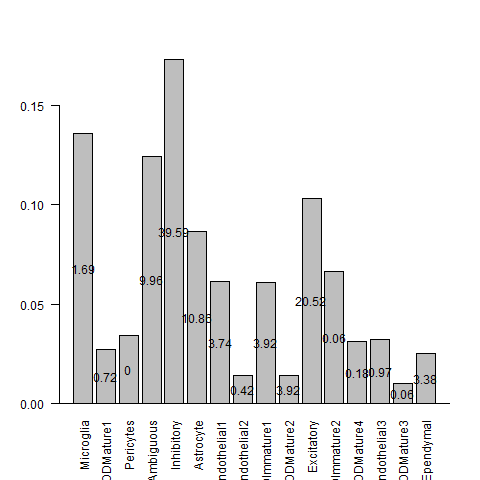 0.15
0.10
0.05
0.00
1.69
0.72
0
9.96
39.59
10.85
3.74
0.42
3.92
3.92
20.52
0.06
0.18
0.97
0.06
3.38
Microglia
ODMature1
Pericytes
Ambiguous
Inhibitory
Astrocyte
ndothelial1
ndothelial2
DImmature1
ODMature2
Excitatory
DImmature2
ODMature4
ndothelial3
ODMature3
Ependymal